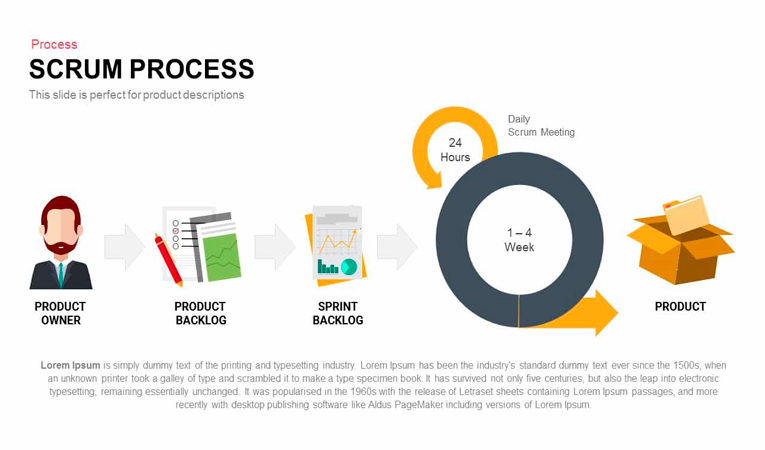 Process
SCRUM PROCESS
This slide is perfect for product descriptions
Daily
Scrum Meeting
24
Hours
1 – 4
Week
PRODUCT
OWNER
PRODUCT
BACKLOG
SPRINT
BACKLOG
PRODUCT
Lorem Ipsum is simply dummy text of the printing and typesetting industry. Lorem Ipsum has been the industry's standard dummy text ever since the 1500s, when
an unknown printer took a galley of type and scrambled it to make a type specimen book. It has survived not only five centuries, but also the leap into electronic
typesetting, remaining essentially unchanged. It was popularised in the 1960s with the release of Letraset sheets containing Lorem Ipsum passages, and more
recently with desktop publishing software like Aldus PageMaker including versions of Lorem Ipsum.